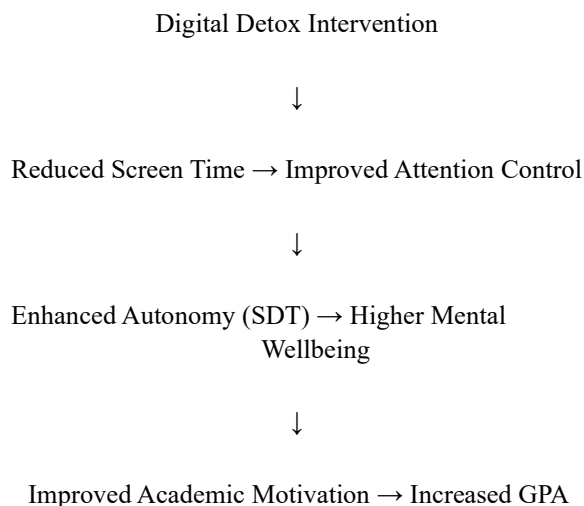 Digital Detox Intervention
↓
Reduced Screen Time → Improved Attention Control
↓
Enhanced Autonomy (SDT) → Higher Mental
Wellbeing
↓
Improved Academic Motivation → Increased GPA